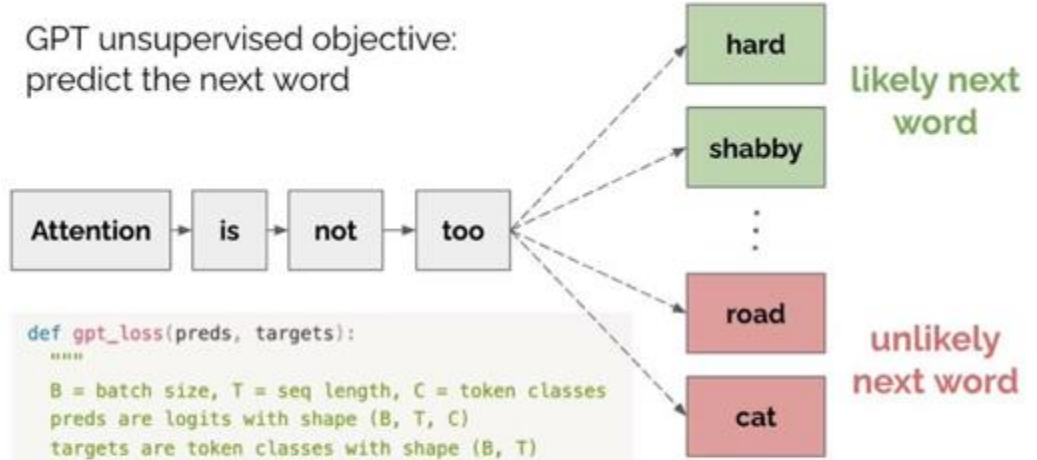 GPT unsupervised objective:
predict the next word
hard
likely next
word
shabby
Attention is not too
road
unlikely
next word
cat
def gpt_loss(preds, targets):
"""
B = batch size, T = seq length, C = token classes
preds are logits with shape (B, T, C)
targets are token classes with shape (B, T)